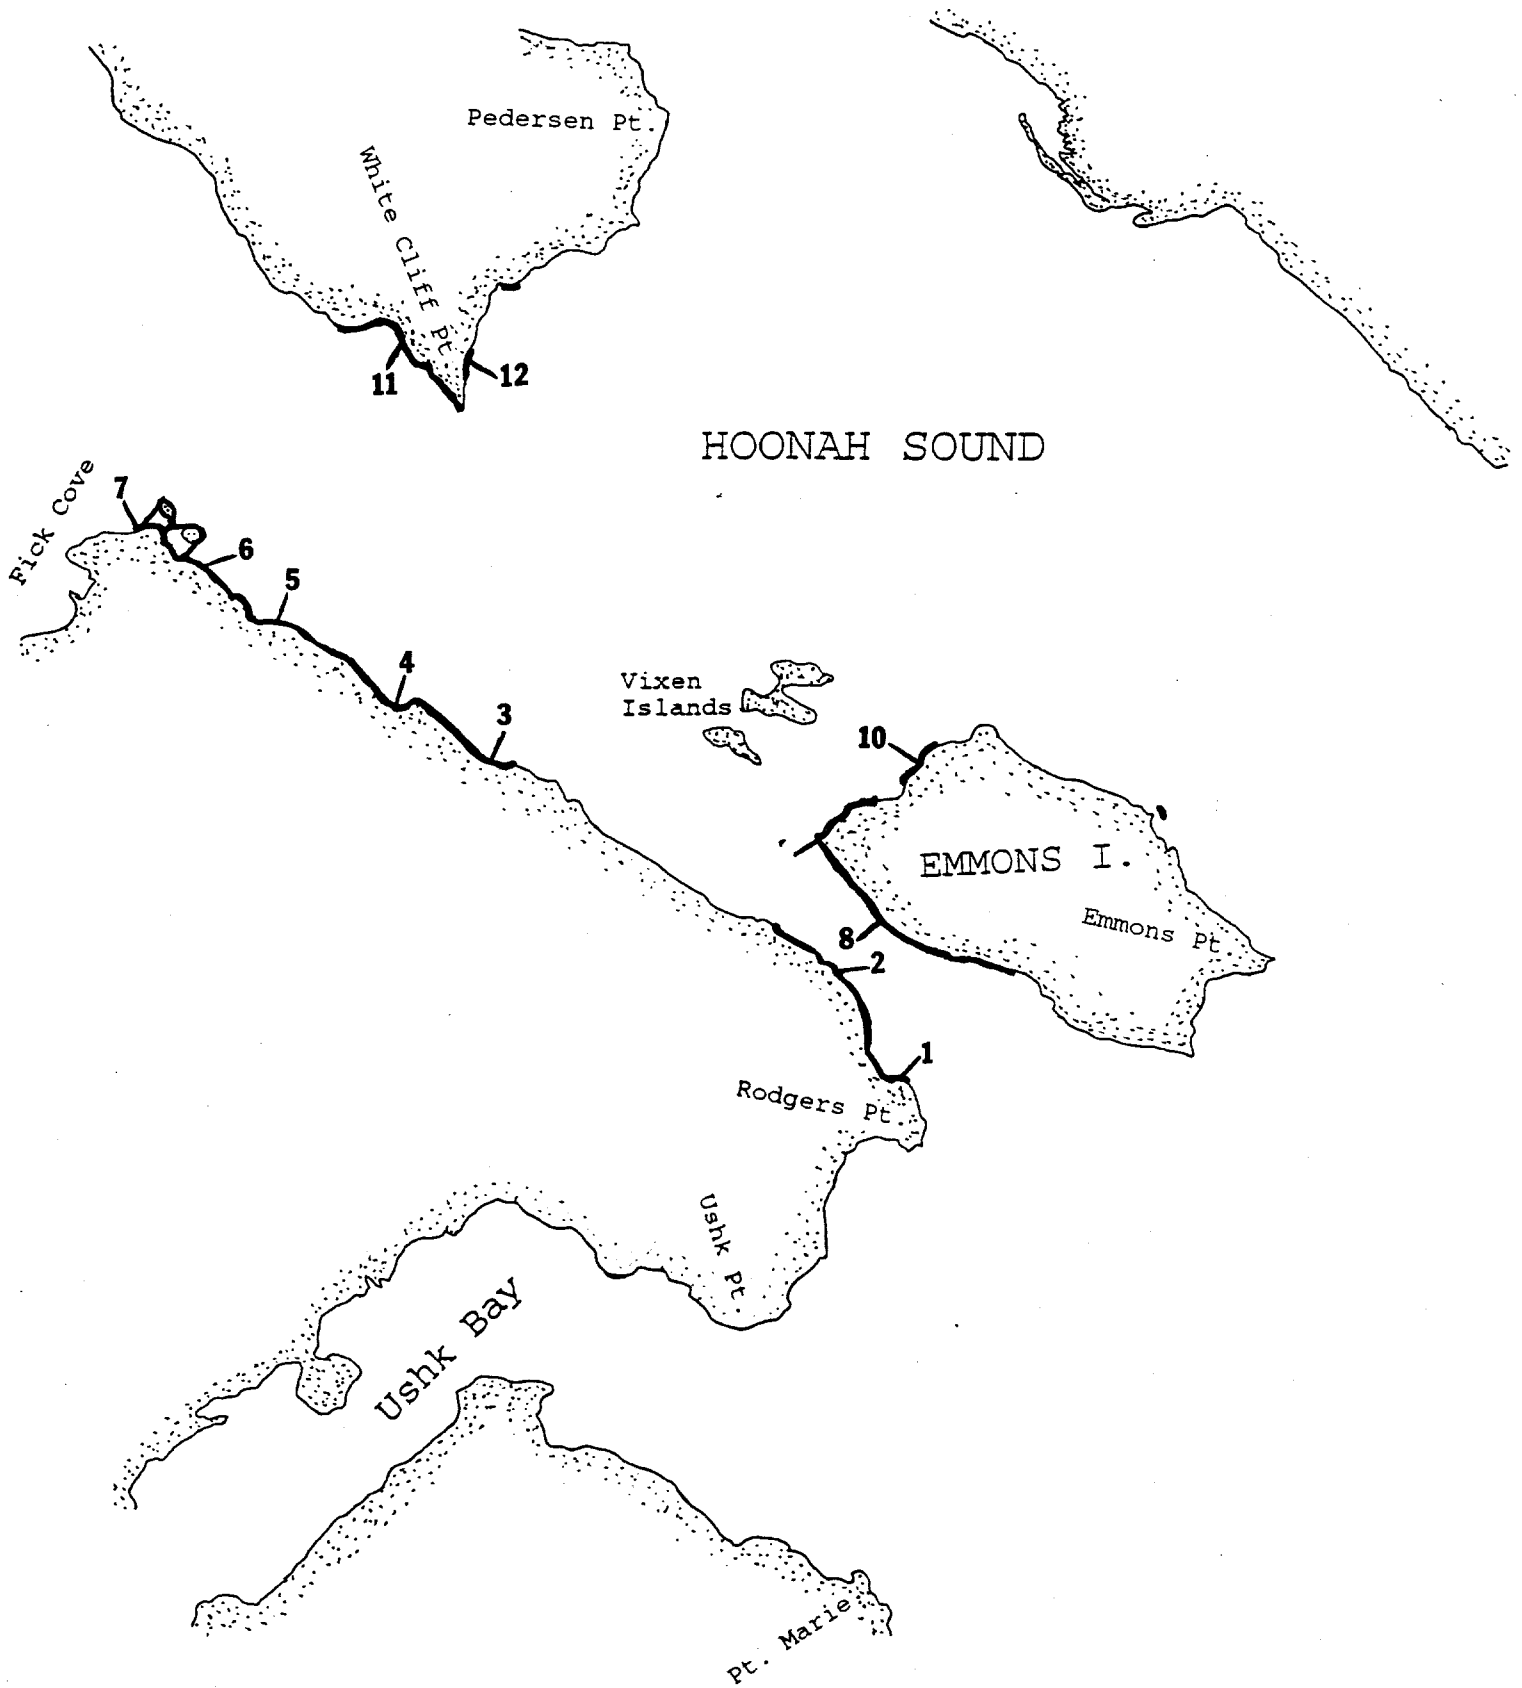 Pedersen Pt.
White Cliff Pt
11
12
HOONAH SOUND
Fick Cove
7
6
5
4
3
Vixen
Islands
10
EMMONS I.
Emmons Pt
8
2
1
Rodgers Pt
Ushk Pt
Ushk Bay
Pt. Marie